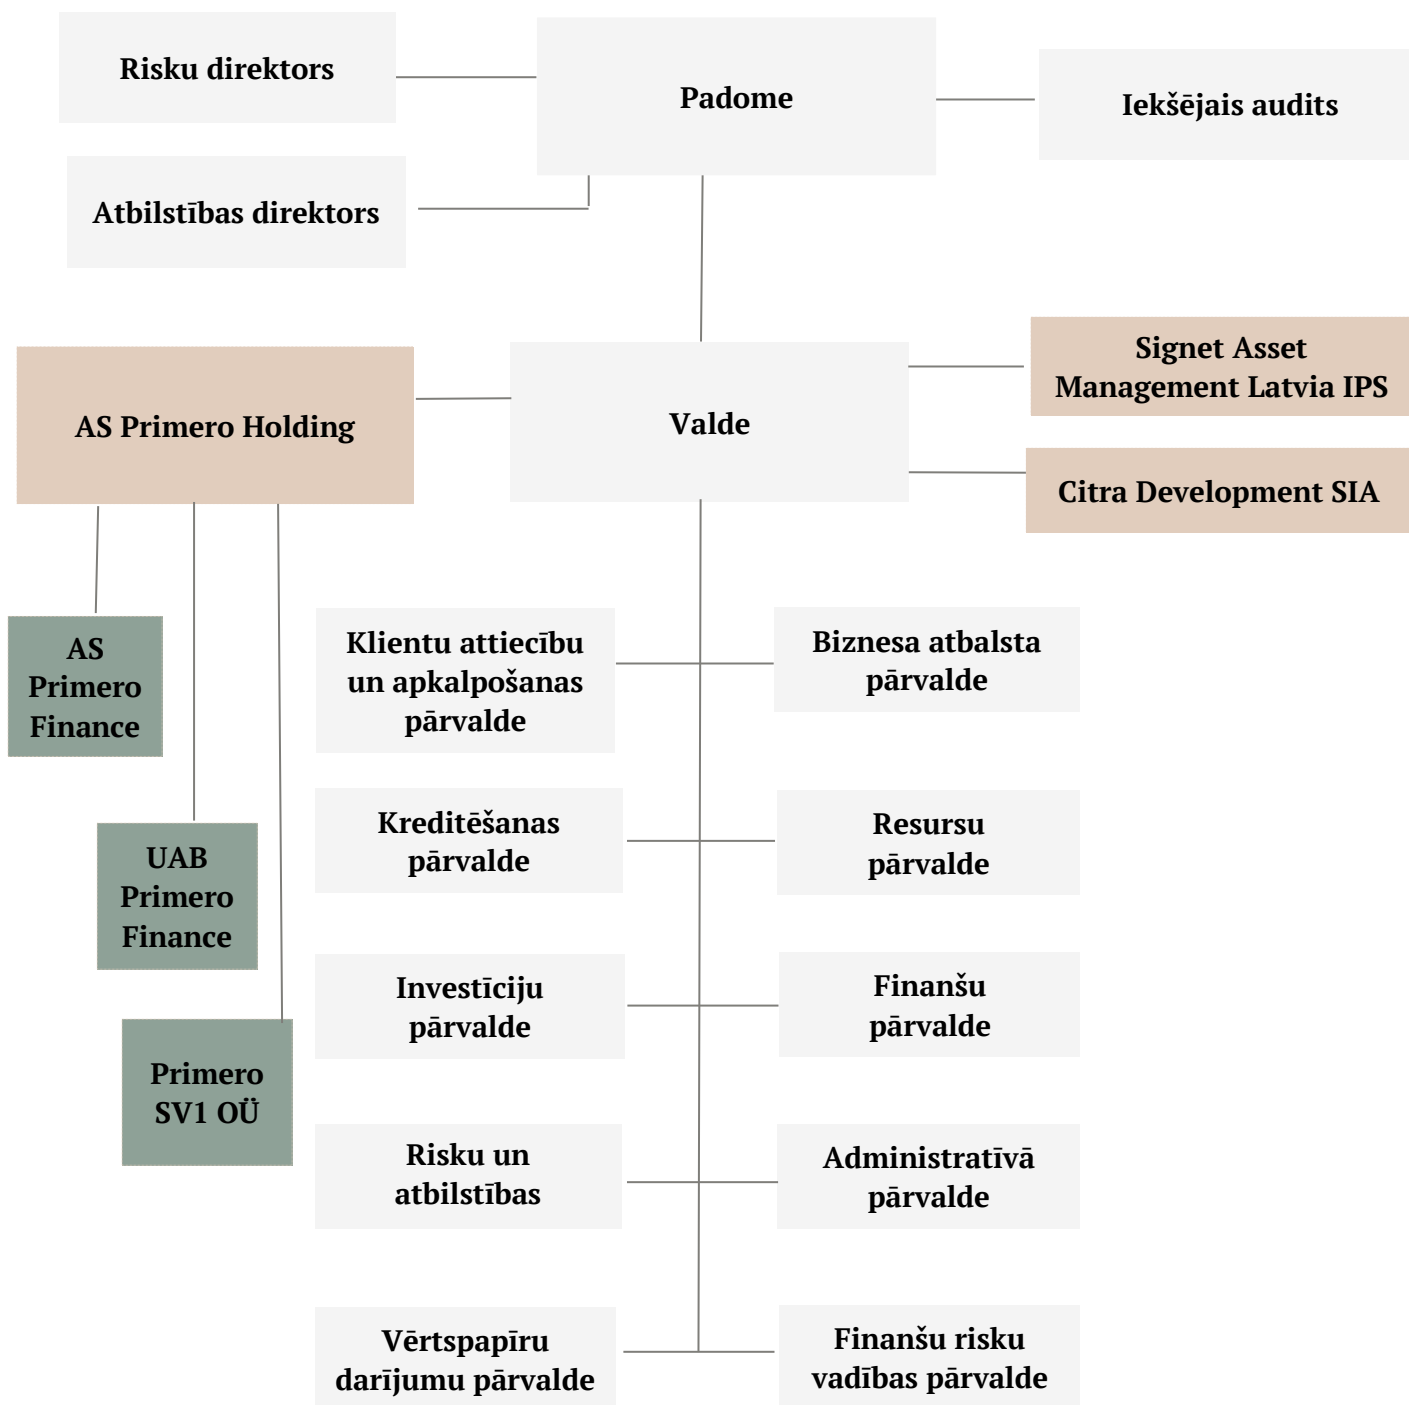 Risku direktors
Padome
Iekšējais audits
Atbilstības direktors
AS Primero Holding
Valde
Signet Asset
Management Latvia IPS
Citra Development SIA
AS
Primero
Finance
UAB
Primero
Finance
Primero
SV1 OÜ
Klientu attiecību
un apkalpošanas
pārvalde
Biznesa atbalsta
pārvalde
Kreditēšanas
pārvalde
Resursu
pārvalde
Investīciju
pārvalde
Finanšu
pārvalde
Risku un
atbilstības
Administratīvā
pārvalde
Vērtspapīru
darījumu pārvalde
Finanšu risku
vadības pārvalde